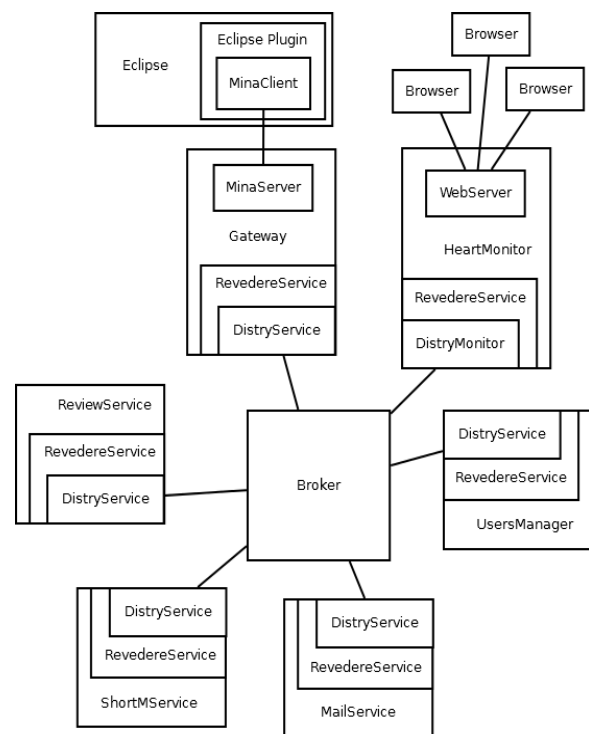 Eclipse Plugin
Eclipse
MinaClient
Browser
Browser
Browser
MinaServer
Gateway
RevedereService
DistryService
WebServer
HeartMonitor
RevedereService
DistryMonitor
ReviewService
RevedereService
DistryService
Broker
DistryService
RevedereService
UsersManager
DistryService
RevedereService
ShortMService
DistryService
RevedereService
MailService